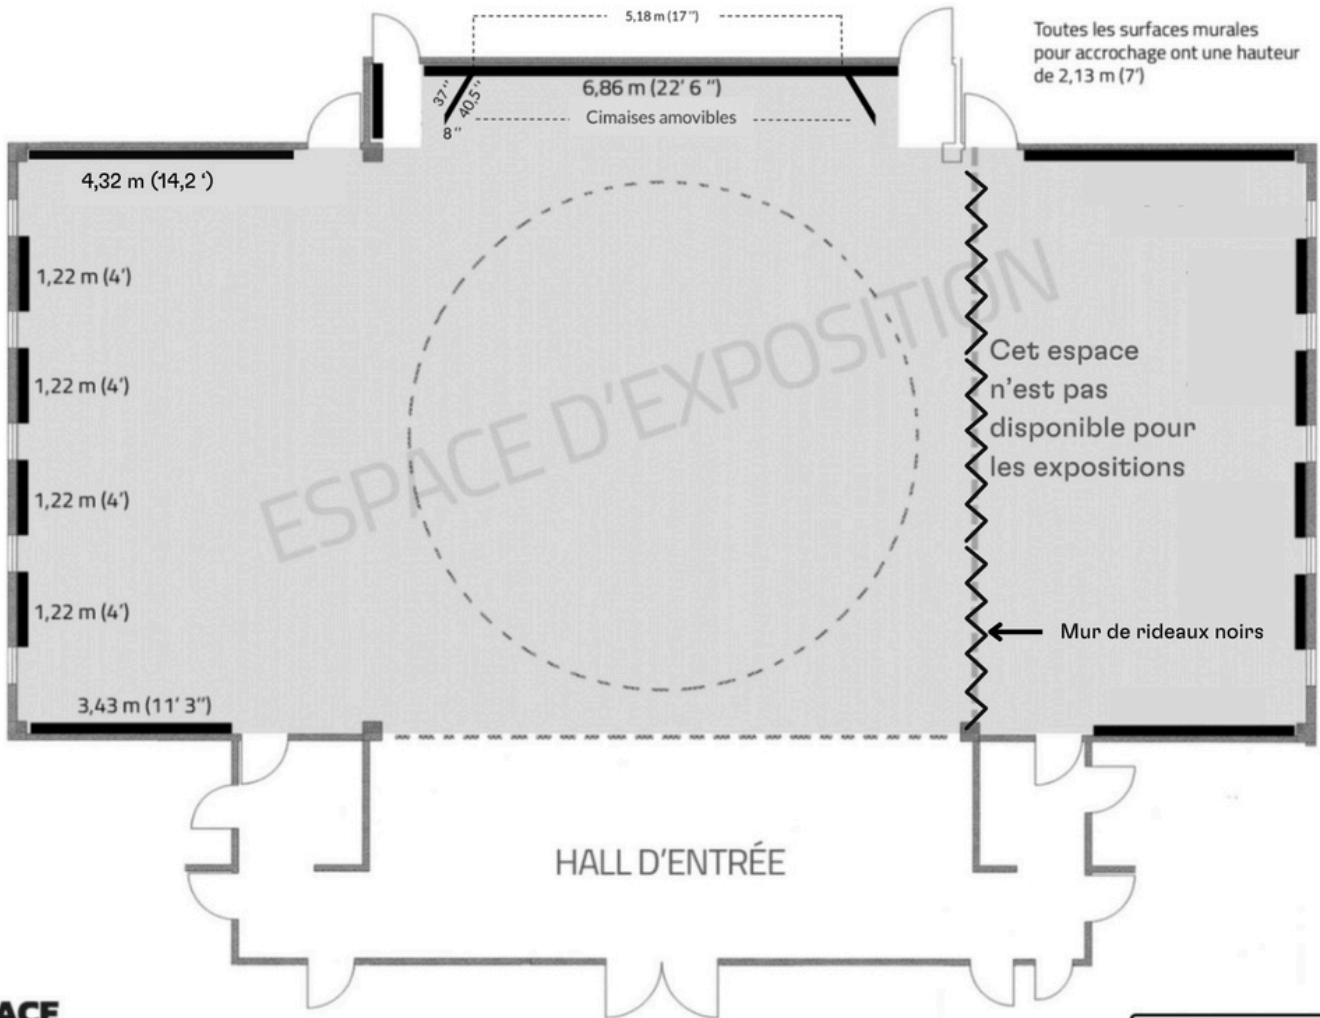 5,18 m (17’’)
Toutes les surfaces murales
pour accrochage ont une hauteur
de 2,13 m (7’)
6,86 m (22’ 6 ‘’)
37’’
40,5’’
8’’
Cimaises amovibles
4,32 m (14,2 ‘)
1,22 m (4’)
1,22 m (4’)
1,22 m (4’)
1,22 m (4’)
ESPACE D’EXPOSITION
Cet espace
n’est pas
disponible pour
les expositions
Mur de rideaux noirs
3,43 m (11’ 3’’)
HALL D’ENTRÉE
ACE